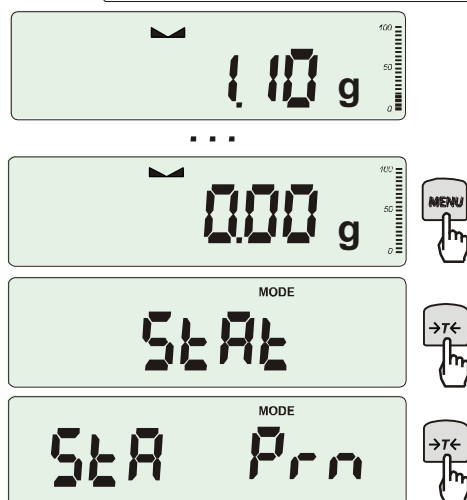 100
1.10 g
50
0
...
100
0.00 g
50
0
MENU
MODE
StAt
→T←
MODE
StA Prn
→T←